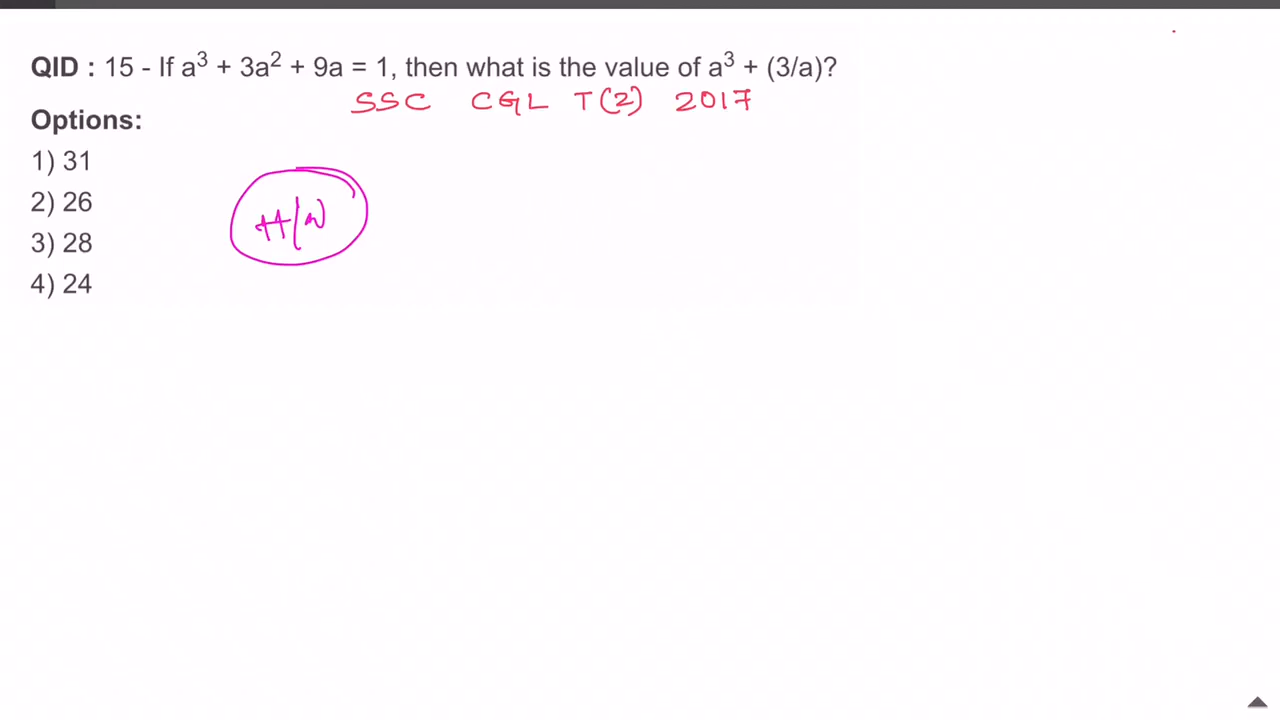 QID : 15 - If a³ + 3a² + 9a = 1, then what is the value of a³ + (3/a)?
SSC CGL T(2) 2017
Options:
1) 31
2) 26
H/W
3) 28
4) 24